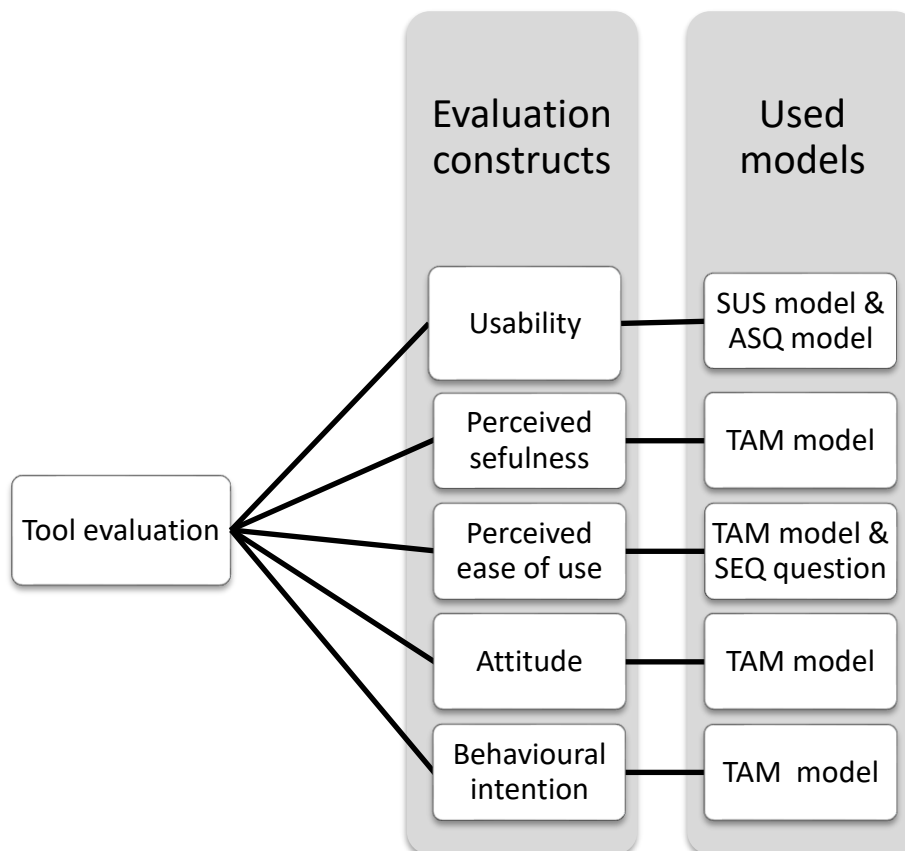 Evaluation
constructs
Used
models
Usability
SUS model &
ASQ model
Perceived
sefulness
TAM model
Tool evaluation
Perceived
ease of use
TAM model &
SEQ question
Attitude
TAM model
Behavioural
intention
TAM  model